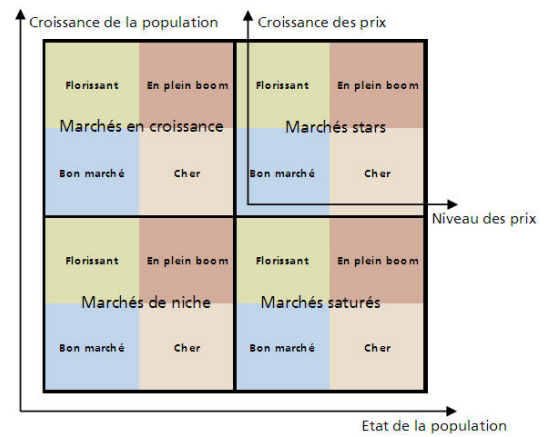 Croissance de la population
Croissance des prix
Florissant
En plein boom
Florissant
En plein boom
Marchés en croissance
Marchés stars
Bon marché
Cher
Bon marché
Cher
Niveau des prix
Florissant
En plein boom
Florissant
En plein boom
Marchés de niche
Marchés saturés
Bon marché
Cher
Bon marché
Cher
Etat de la population